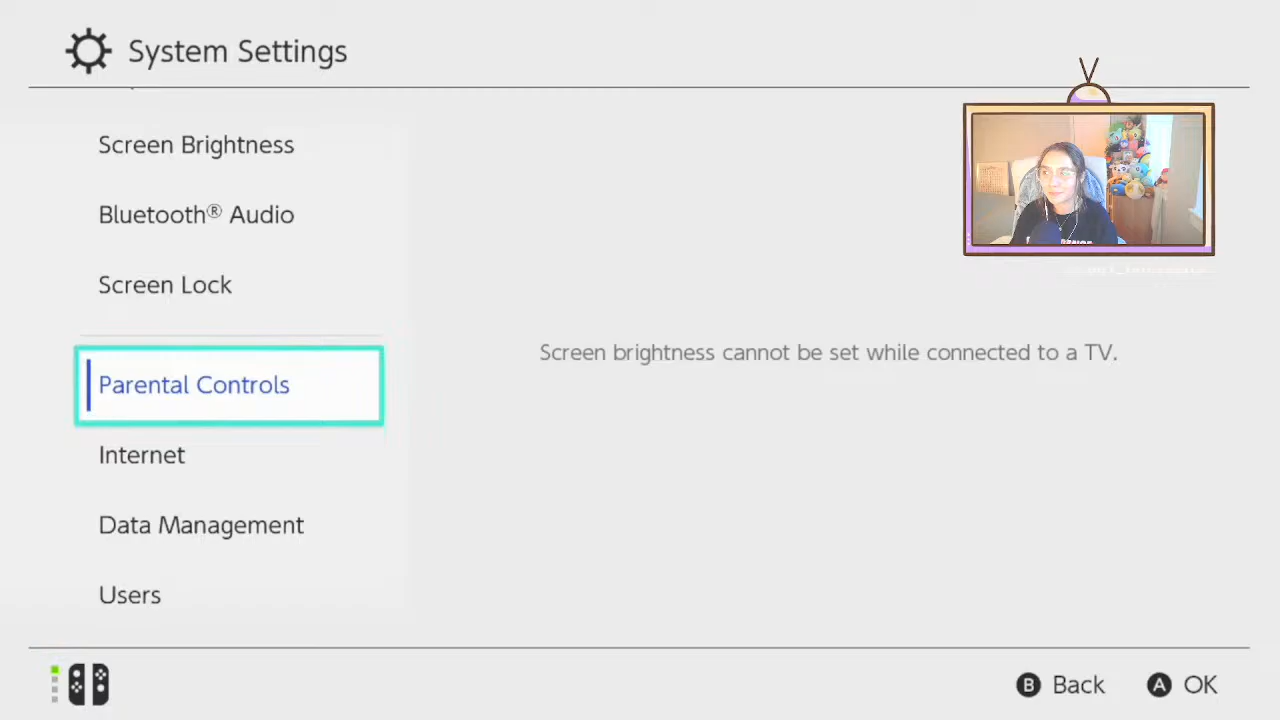 System Settings
Screen Brightness
Bluetooth® Audio
Screen Lock
Parental Controls
Internet
Data Management
Users
Screen brightness cannot be set while connected to a TV.
B Back
A OK